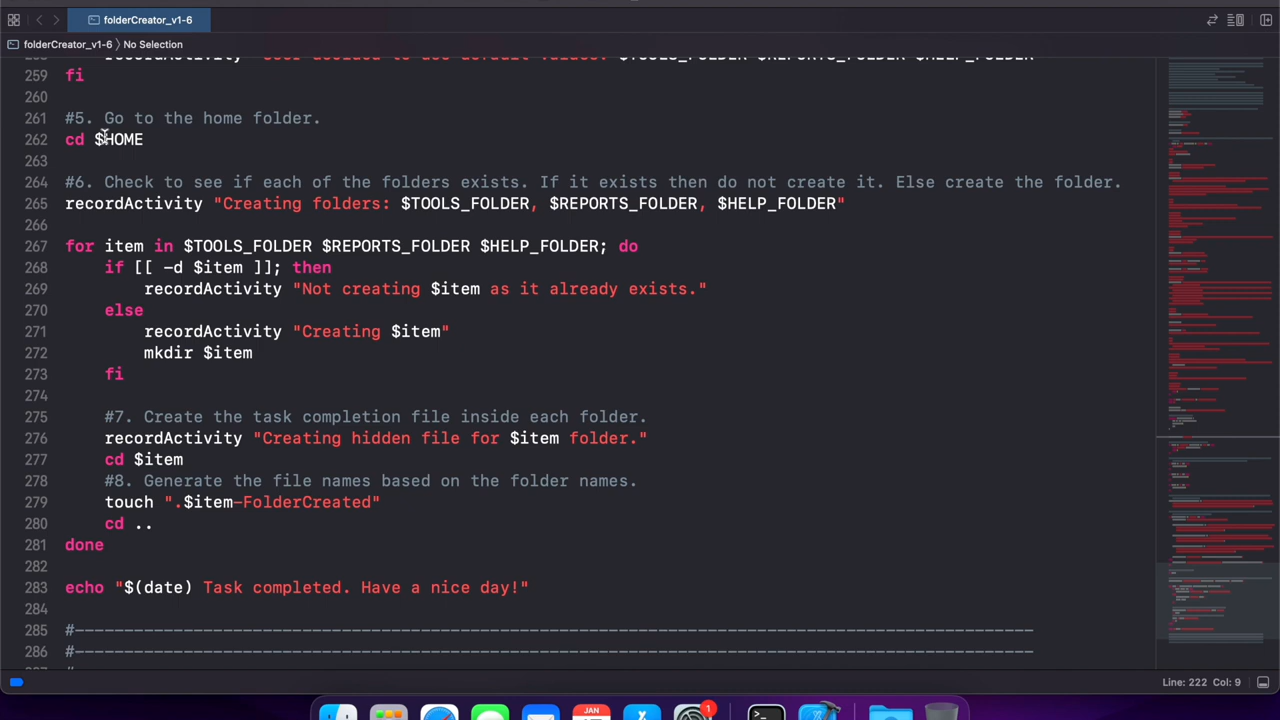 folderCreator_v1-6
folderCreator_v1-6 〉 No Selection
259 fi
260
261 #5. Go to the home folder.
262 cd $HOME
263
264 #6. Check to see if each of the folders exists. If it exists then do not create it. Else create the folder.
265 recordActivity "Creating folders: $TOOLS_FOLDER, $REPORTS_FOLDER, $HELP_FOLDER"
266
267 for item in $TOOLS_FOLDER $REPORTS_FOLDER $HELP_FOLDER; do
268 if [[ -d $item ]]; then
269 recordActivity "Not creating $item as it already exists."
270 else
271 recordActivity "Creating $item"
272 mkdir $item
273 fi
274
275 #7. Create the task completion file inside each folder.
276 recordActivity "Creating hidden file for $item folder."
277 cd $item
278 #8. Generate the file names based on the folder names.
279 touch ".$item-FolderCreated"
280 cd ..
281 done
282
283 echo "$(date) Task completed. Have a nice day!"
284
285 #--------------------------------------------------------------------------------------------------
286 #--------------------------------------------------------------------------------------------------
Line: 222 Col: 9
JAN
1